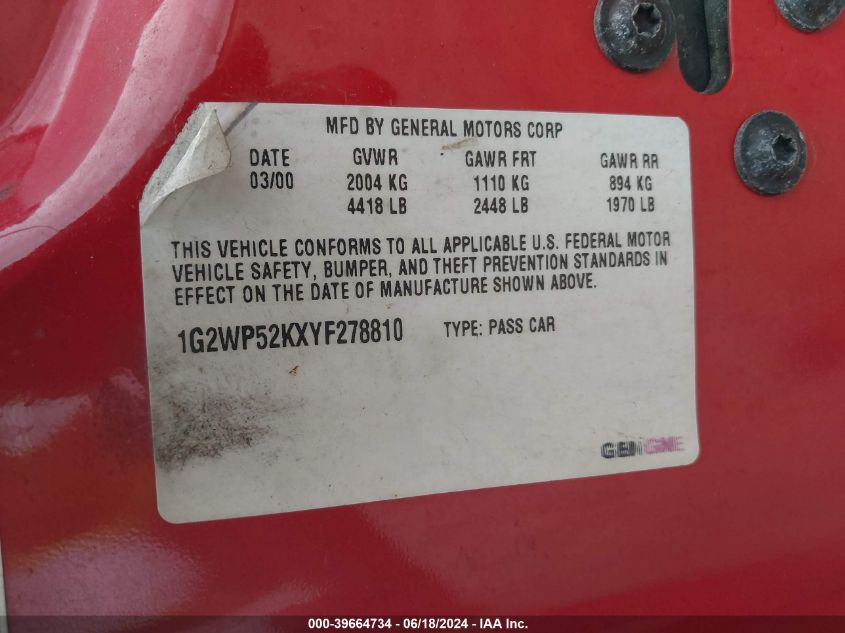 MFD BY GENERAL MOTORS CORP
DATE GVWR GAWR FRT GAWR RR
03/00 2004 KG 1110 KG 894 KG
4418 LB 2448 LB 1970 LB
THIS VEHICLE CONFORMS TO ALL APPLICABLE U.S. FEDERAL MOTOR
VEHICLE SAFETY, BUMPER, AND THEFT PREVENTION STANDARDS IN
EFFECT ON THE DATE OF MANUFACTURE SHOWN ABOVE.
1G2WP52KXYF278810 TYPE: PASS CAR
000-39664734 - 06/18/2024 - IAA Inc.